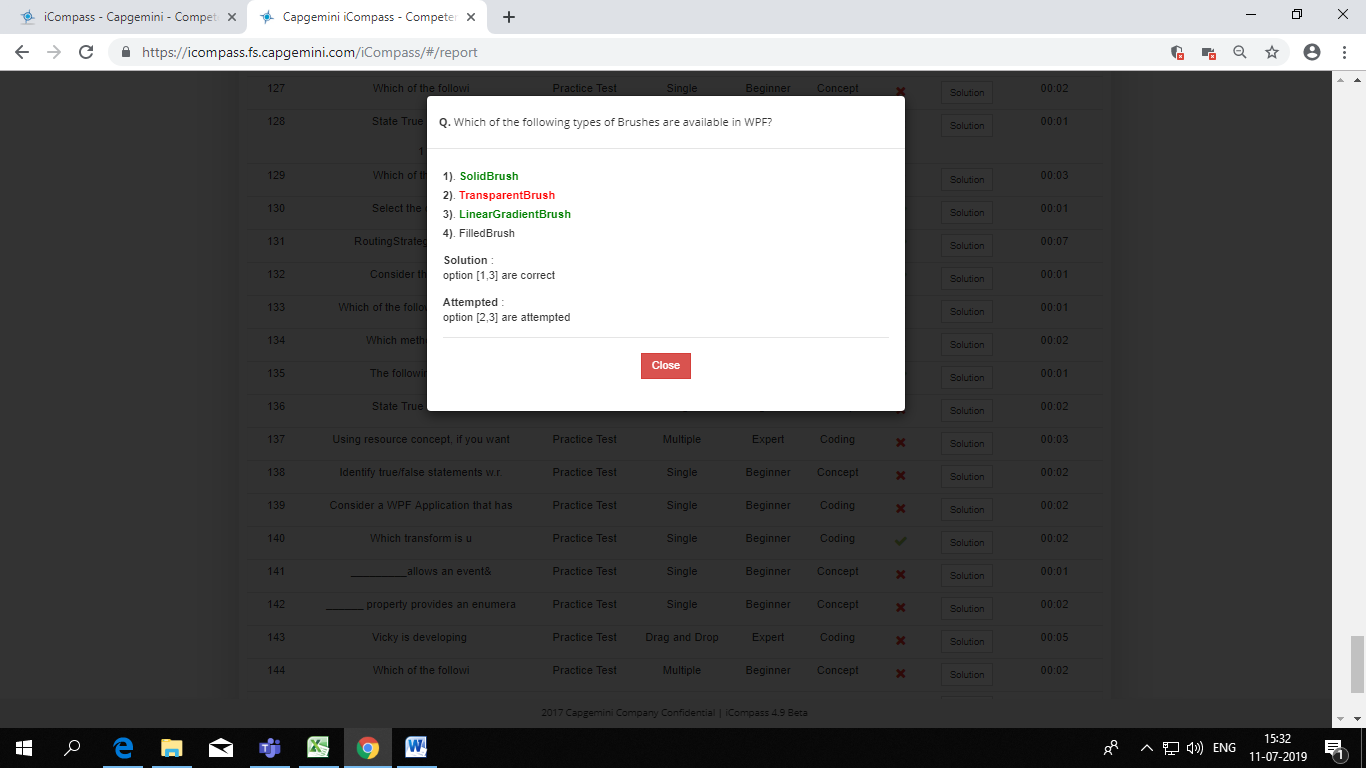 iCompass - Capgemini - Compet
Capgemini iCompass - Competen
https://icompass.fs.capgemini.com/iCompass/#/report
127 Which of the followi Practice Test Single Beginner Concept Solution 00:02
128 State True Solution 00:01
129 Which of t Solution 00:03
130 Select the Solution 00:01
131 RoutingStrateg Solution 00:07
132 Consider th Solution 00:01
133 Which of the follo Solution 00:01
134 Which meth Solution 00:02
135 The followin Solution 00:01
136 State True Solution 00:02
Q. Which of the following types of Brushes are available in WPF?
1). SolidBrush
2). TransparentBrush
3). LinearGradientBrush
4). FilledBrush
Solution :
option [1,3] are correct
Attempted :
option [2,3] are attempted
Close
137 Using resource concept, if you want Practice Test Multiple Expert Coding Solution 00:03
138 Identify true/false statements w.r. Practice Test Single Beginner Concept Solution 00:02
139 Consider a WPF Application that has Practice Test Single Beginner Coding Solution 00:02
140 Which transform is u Practice Test Single Beginner Coding Solution 00:02
141 _________allows an event& Practice Test Single Beginner Concept Solution 00:01
142 ______ property provides an enumera Practice Test Single Beginner Concept Solution 00:02
143 Vicky is developing Practice Test Drag and Drop Expert Coding Solution 00:05
144 Which of the followi Practice Test Multiple Beginner Concept Solution 00:02
2017 Capgemini Company Confidential | iCompass 4.9 Beta
ENG
15:32
11-07-2019
1